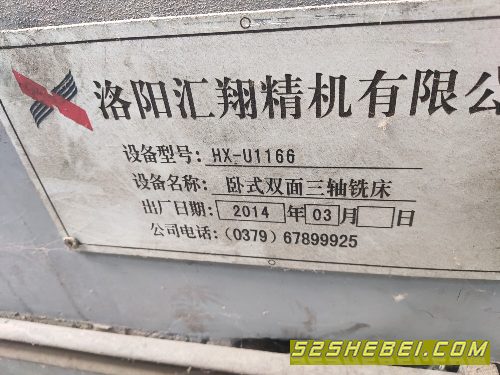 洛阳汇翔精机有限公
设备型号: HX-U1166
设备名称: 卧式双面三轴铣床
出厂日期: 2014 年 03 月 日
公司电话: (0379) 67899925
52SHEBEI.COM